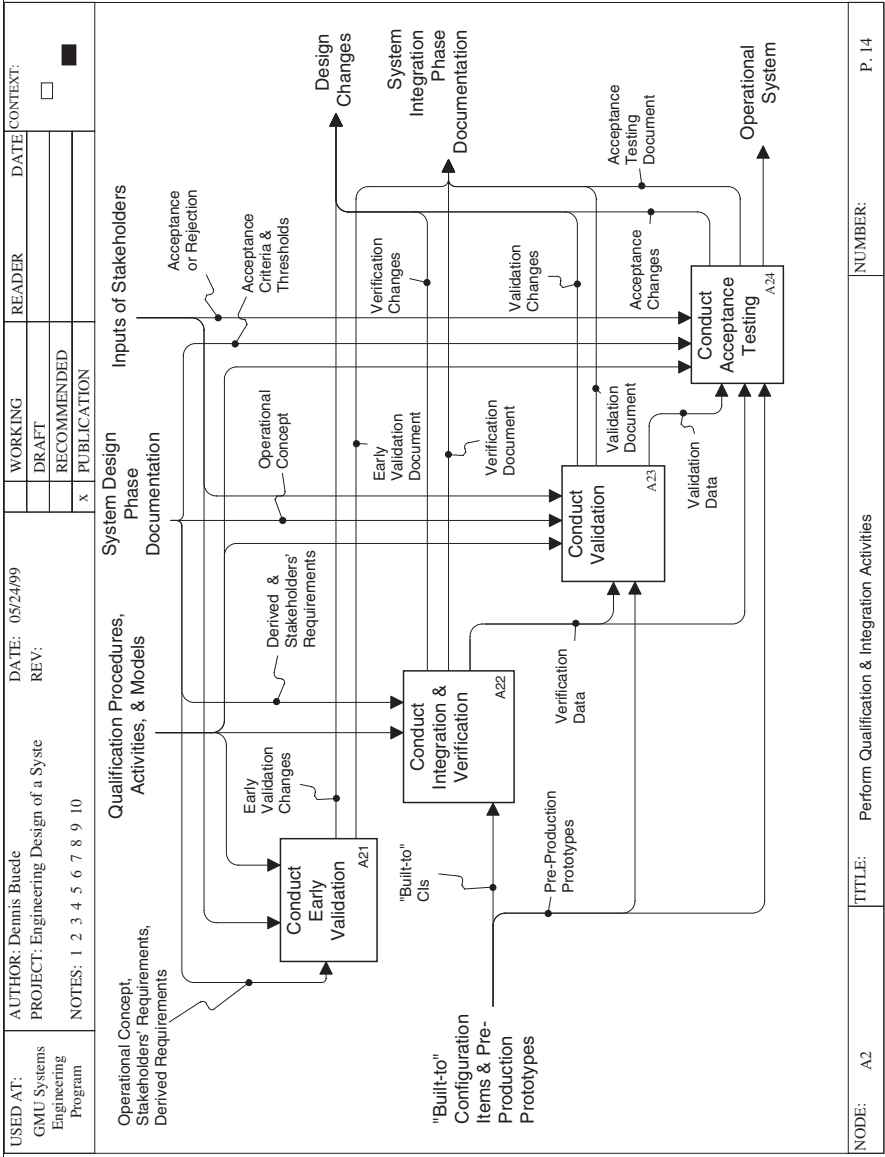 USED AT:
GMU Systems
Engineering
Program
AUTHOR: Dennis Buede
PROJECT: Engineering Design of a Syste
NOTES: 1 2 3 4 5 6 7 8 9 10
DATE: 05/24/99
REV:
WORKING
DRAFT
RECOMMENDED
x PUBLICATION
READER
DATE
CONTEXT:
Operational Concept,
Stakeholders' Requirements,
Derived Requirements
Qualification Procedures,
Activities, & Models
System Design
Phase
Documentation
Inputs of Stakeholders
Acceptance
or Rejection
Acceptance
Criteria &
Thresholds
Operational
Concept
Derived &
Stakeholders'
Requirements
Early
Validation
Changes
Conduct
Early
Validation
A21
Design
Changes
System
Integration
Phase
Documentation
Verification
Changes
Early
Validation
Document
Verification
Document
Conduct
Integration &
Verification
A22
"Built-to"
CIs
"Built-to"
Configuration
Items & Pre-
Production
Prototypes
Pre-Production
Prototypes
Verification
Data
Conduct
Validation
A23
Validation
Changes
Validation
Document
Validation
Data
Acceptance
Changes
Acceptance
Testing
Document
Conduct
Acceptance
Testing
A24
Operational
System
NODE: A2
TITLE: Perform Qualification & Integration Activities
NUMBER: P. 14